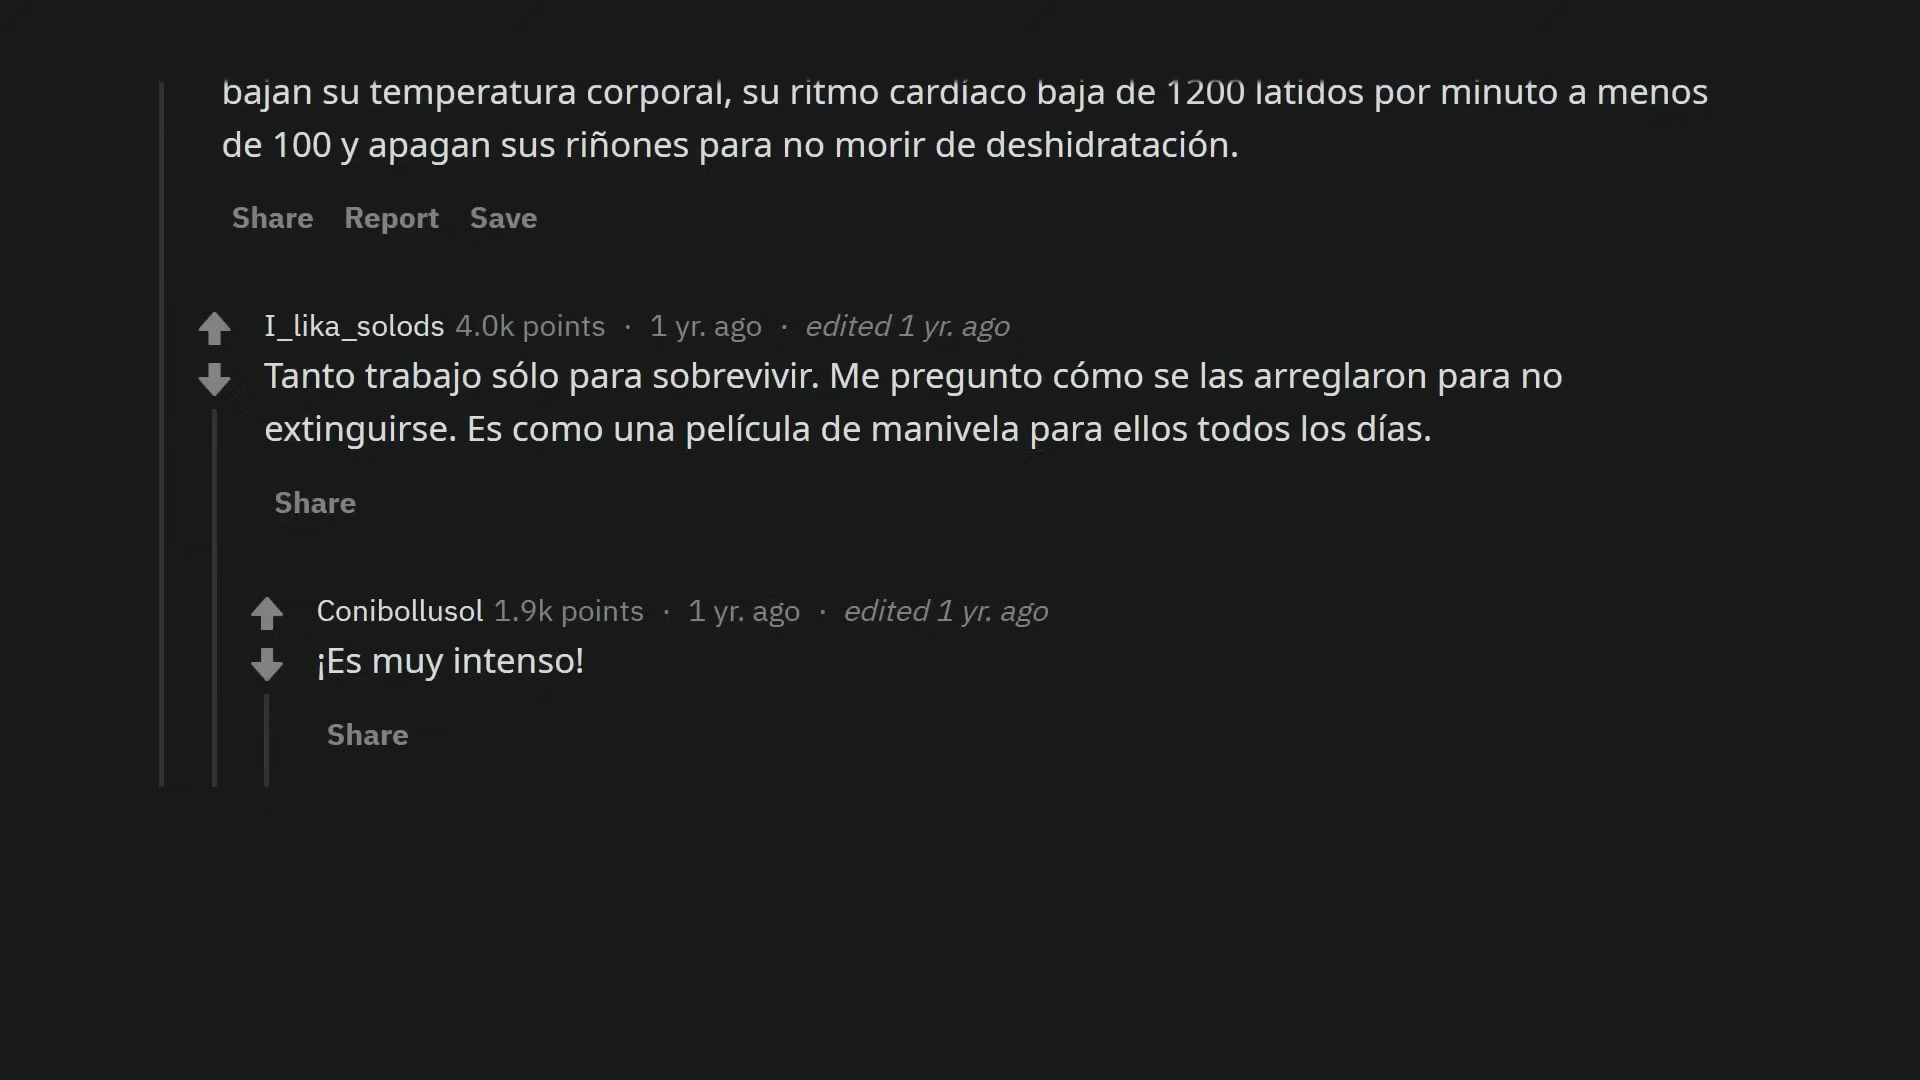 bajan su temperatura corporal, su ritmo cardíaco baja de 1200 latidos por minuto a menos
de 100 y apagan sus riñones para no morir de deshidratación.
Share Report Save
I_lika_solods 4.0k points · 1 yr. ago · edited 1 yr. ago
Tanto trabajo sólo para sobrevivir. Me pregunto cómo se las arreglaron para no
extinguirse. Es como una película de manivela para ellos todos los días.
Share
Conibollusol 1.9k points · 1 yr. ago · edited 1 yr. ago
¡Es muy intenso!
Share